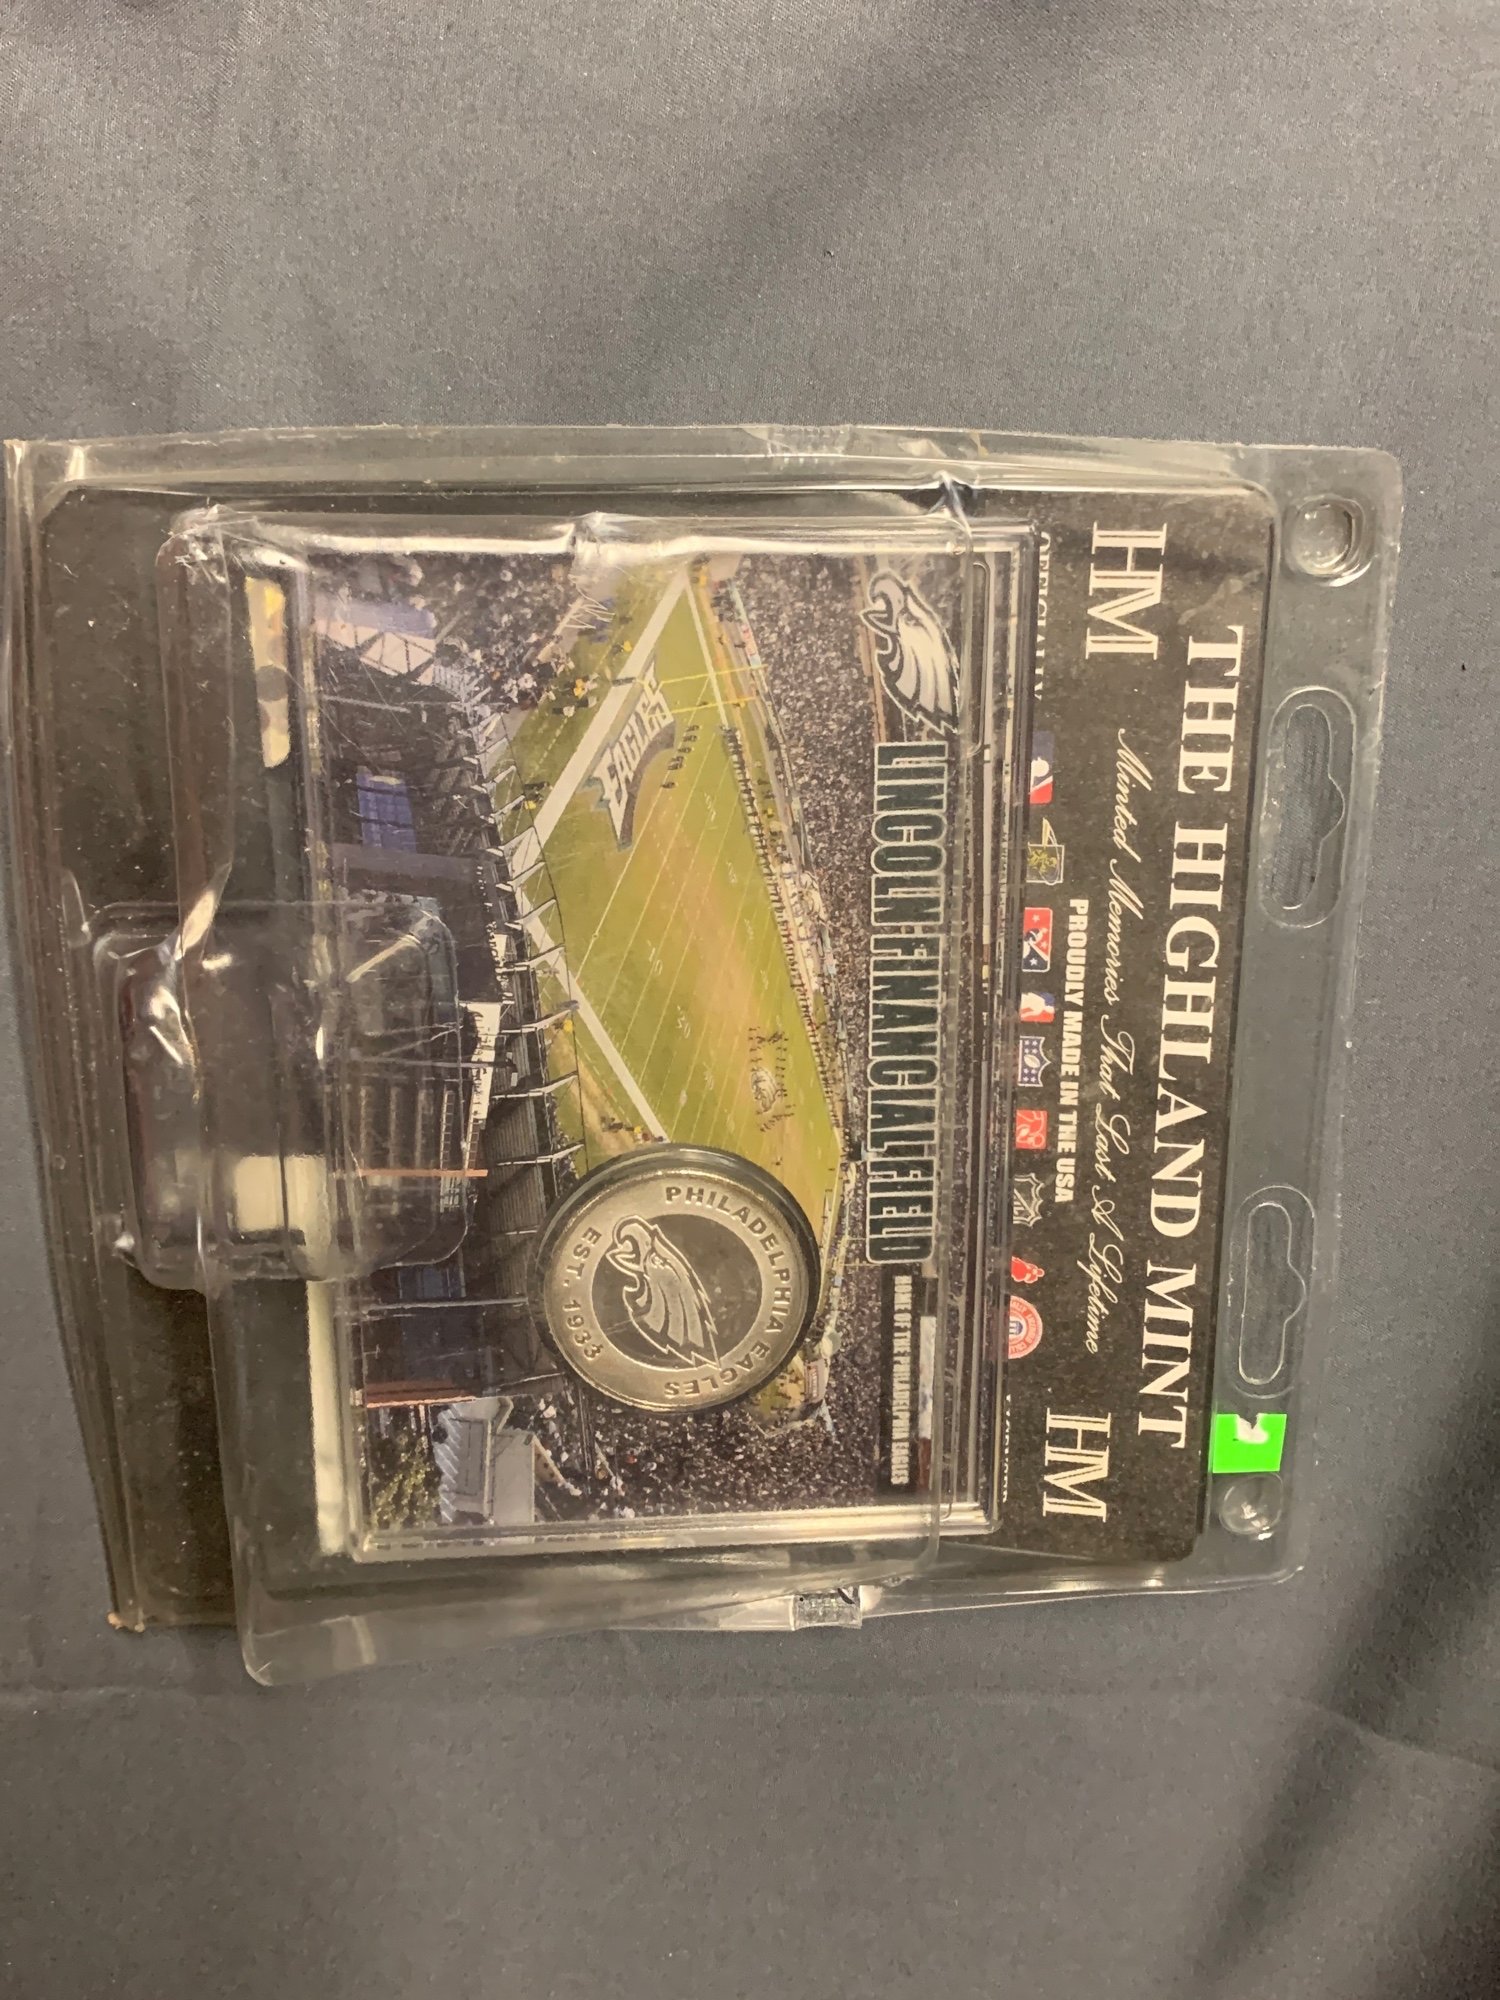 THE HIGHLAND MINT
HM
Minted Memories That Last A Lifetime
HM
PROUDLY MADE IN THE USA
LINCOLN FINANCIAL FIELD
HOME OF THE PHILADELPHIA EAGLES
EAGLES
PHILADELPHIA EAGLES
EST. 1933